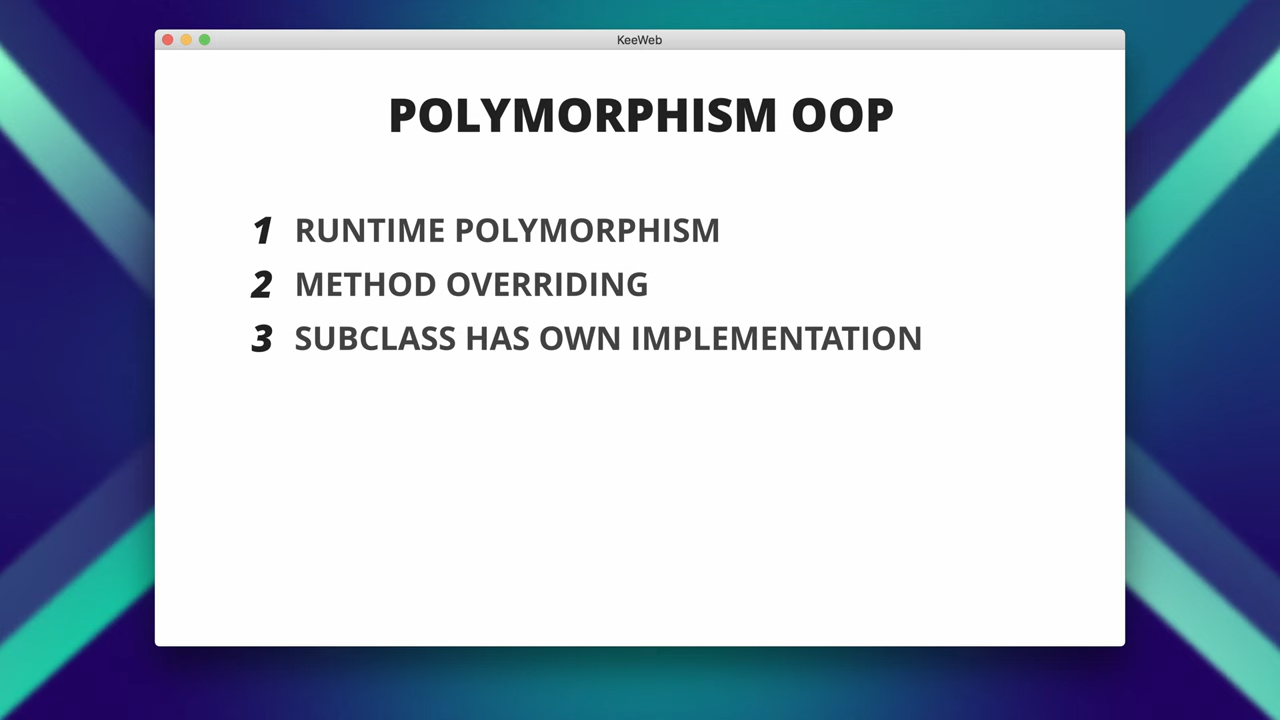 KeeWeb
POLYMORPHISM OOP
1 RUNTIME POLYMORPHISM
2 METHOD OVERRIDING
3 SUBCLASS HAS OWN IMPLEMENTATION